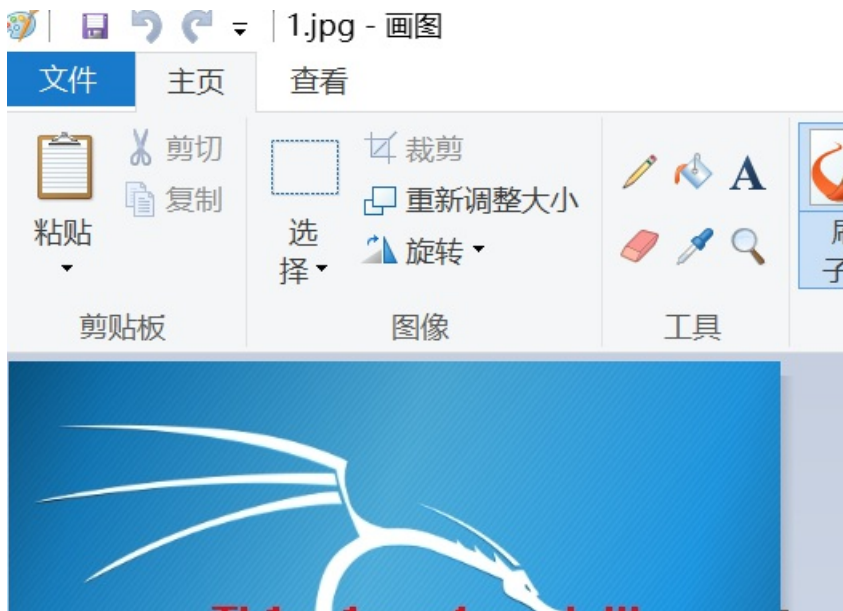 1.jpg - 画图
文件 主页 查看
剪切
复制
粘贴
选
择
裁剪
重新调整大小
旋转
A
子
剪贴板 图像 工具